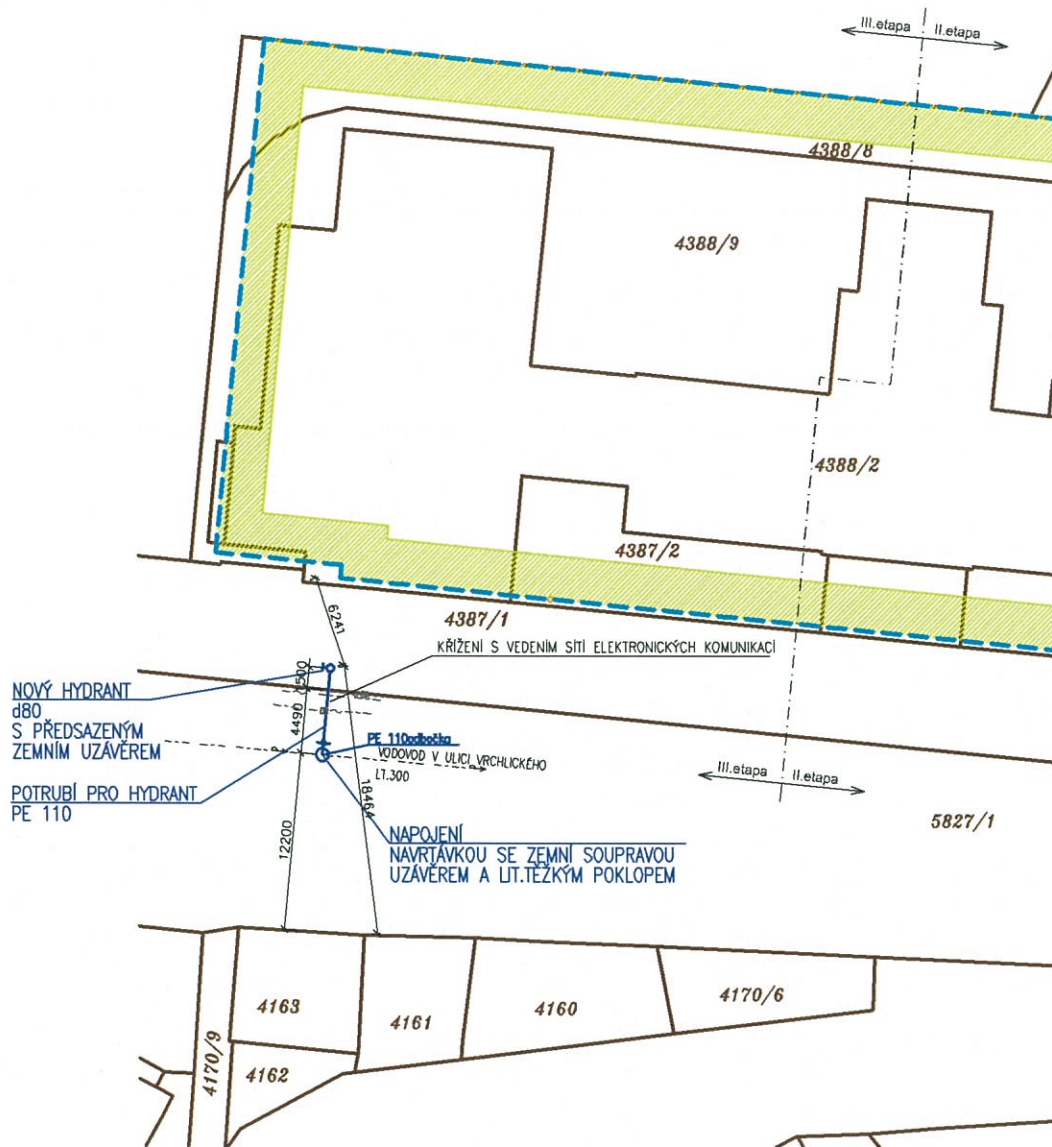 III.etapa
II.etapa
4388/8
4388/9
4388/2
4387/2
4387/1
6241
KŘÍŽENÍ S VEDENÍM SÍTÍ ELEKTRONICKÝCH KOMUNIKACÍ
NOVÝ HYDRANT
d80
S PŘEDSAZENÝM
ZEMNÍM UZÁVĚREM
1500
4490
PE 110odbočka
VODOVOD V ULICI VRCHLICKÉHO
LT.300
III.etapa
II.etapa
POTRUBÍ PRO HYDRANT
PE 110
18464
12200
5827/1
NAPOJENÍ
NAVRTÁVKOU SE ZEMNÍ SOUPRAVOU
UZÁVĚREM A LIT.TĚŽKÝM POKLOPEM
4163
4161
4160
4170/6
4170/9
4162